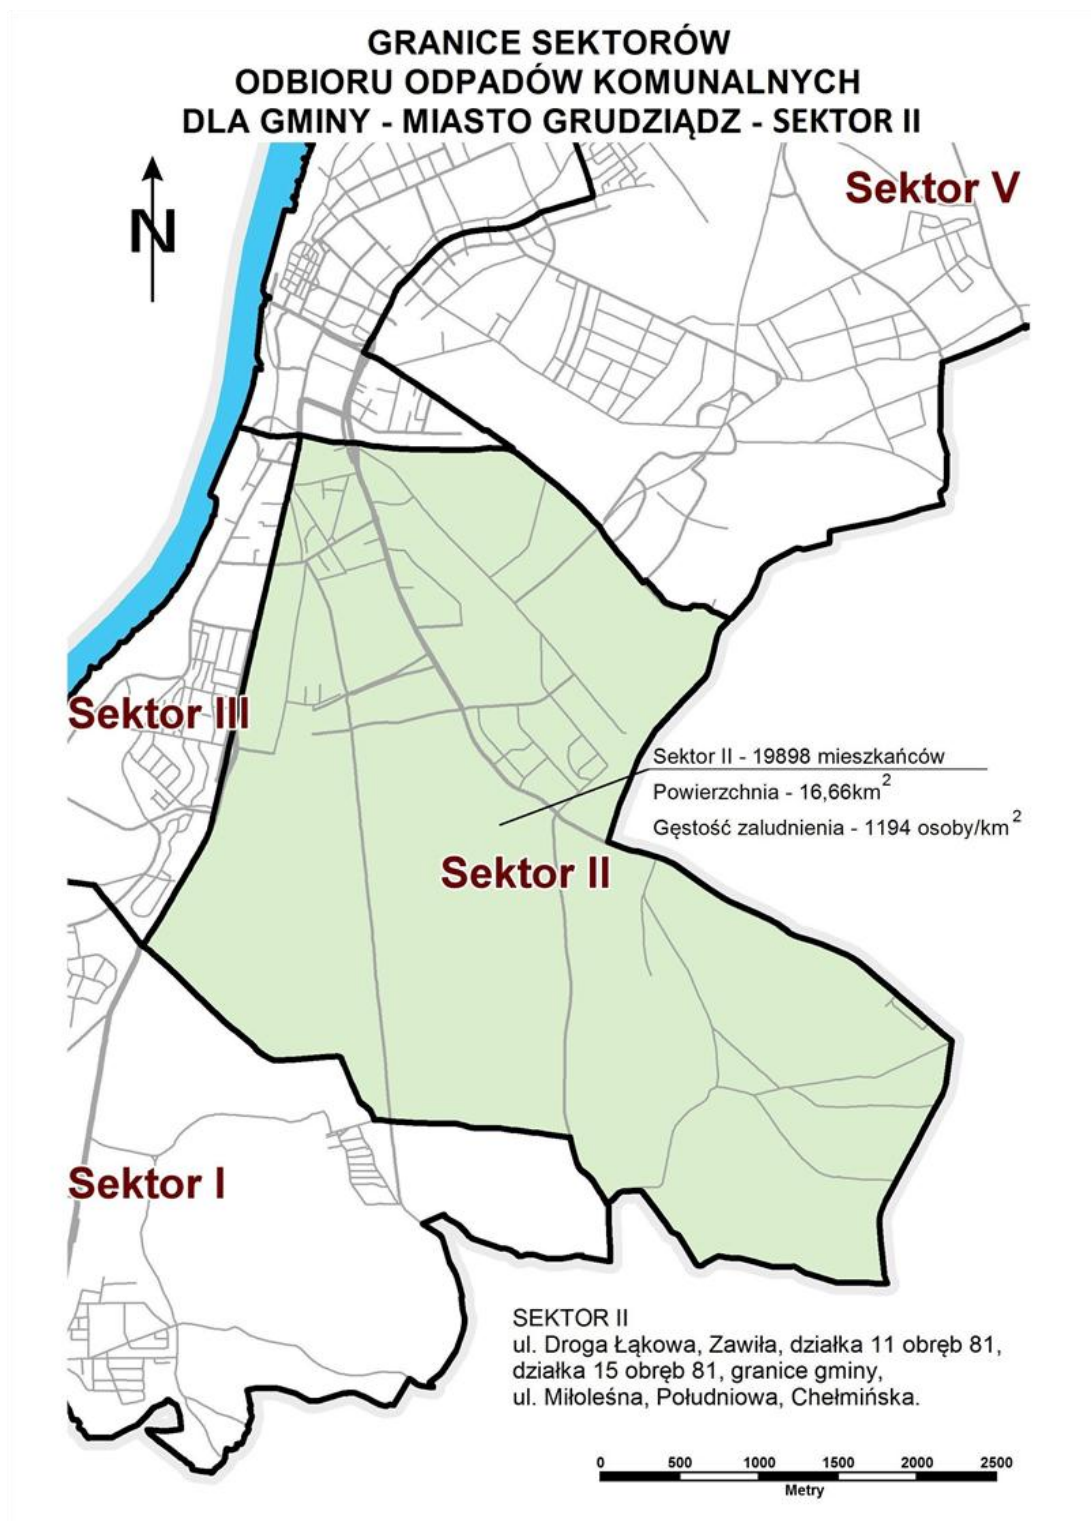 GRANICE SEKTORÓW
ODBIORU ODPADÓW KOMUNALNYCH
DLA GMINY - MIASTO GRUDZIĄDZ - SEKTOR II
N
Sektor V
Sektor III
Sektor II - 19898 mieszkańców
Powierzchnia - 16,66km²
Gęstość zaludnienia - 1194 osoby/km²
Sektor II
Sektor I
SEKTOR II
ul. Droga Łąkowa, Zawiła, działka 11 obręb 81,
działka 15 obręb 81, granice gminy,
ul. Miłoleśna, Południowa, Chełmińska.
0 500 1000 1500 2000 2500
Metry